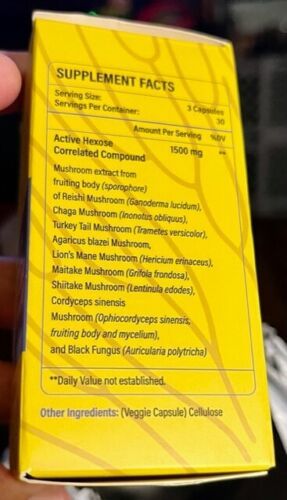 SUPPLEMENT FACTS
Serving Size: 3 Capsules
Servings Per Container: 30
Amount Per Serving %DV
Active Hexose 1500 mg **
Correlated Compound
Mushroom extract from
fruiting body (sporophore)
of Reishi Mushroom (Ganoderma lucidum),
Chaga Mushroom (Inonotus obliquus),
Turkey Tail Mushroom (Trametes versicolor),
Agaricus blazei Mushroom,
Lion's Mane Mushroom (Hericium erinaceus),
Maitake Mushroom (Grifola frondosa),
Shiitake Mushroom (Lentinula edodes),
Cordyceps sinensis
Mushroom (Ophiocordyceps sinensis,
fruiting body and mycelium),
and Black Fungus (Auricularia polytricha)
**Daily Value not established.
Other Ingredients: (Veggie Capsule) Cellulose